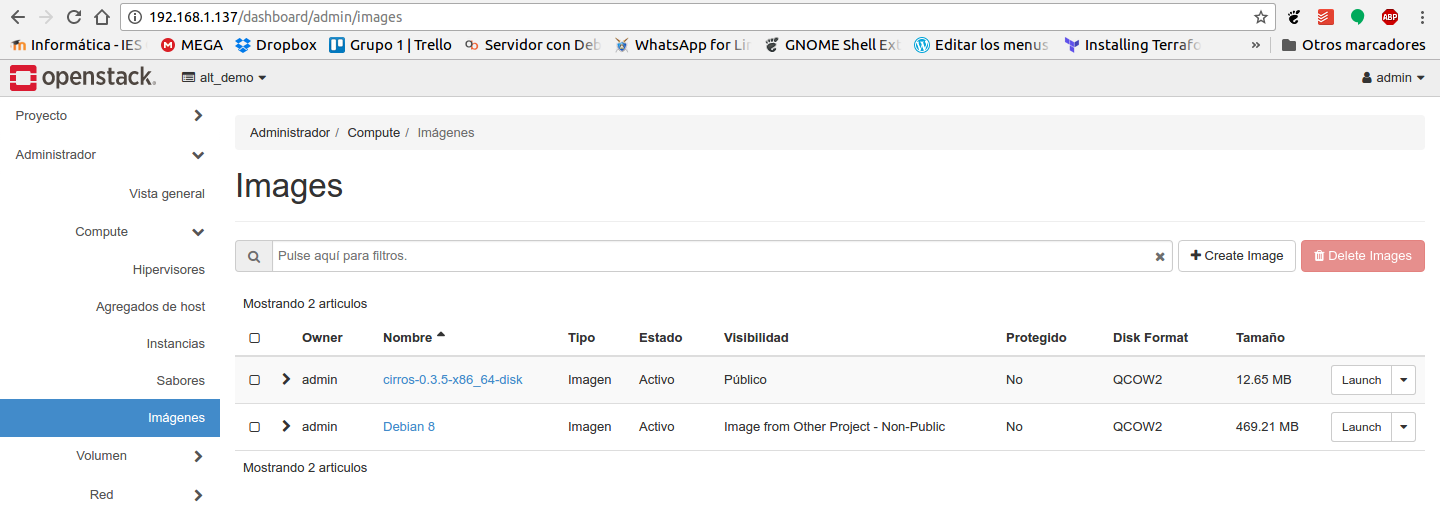 192.168.1.137/dashboard/admin/images
Informática - IES MEGA Dropbox Grupo 1 | Trello Servidor con Deb WhatsApp for Lin GNOME Shell Ext Editar los menus Installing Terrafo » Otros marcadores
openstack. alt_demo admin
Proyecto
Administrador
Vista general
Compute
Hipervisores
Agregados de host
Instancias
Sabores
Imágenes
Volumen
Red
Administrador / Compute / Imágenes
Images
Pulse aquí para filtros. Create Image Delete Images
Mostrando 2 articulos
Owner Nombre Tipo Estado Visibilidad Protegido Disk Format Tamaño
admin cirros-0.3.5-x86_64-disk Imagen Activo Público No QCOW2 12.65 MB Launch
admin Debian 8 Imagen Activo Image from Other Project - Non-Public No QCOW2 469.21 MB Launch
Mostrando 2 articulos
ABP